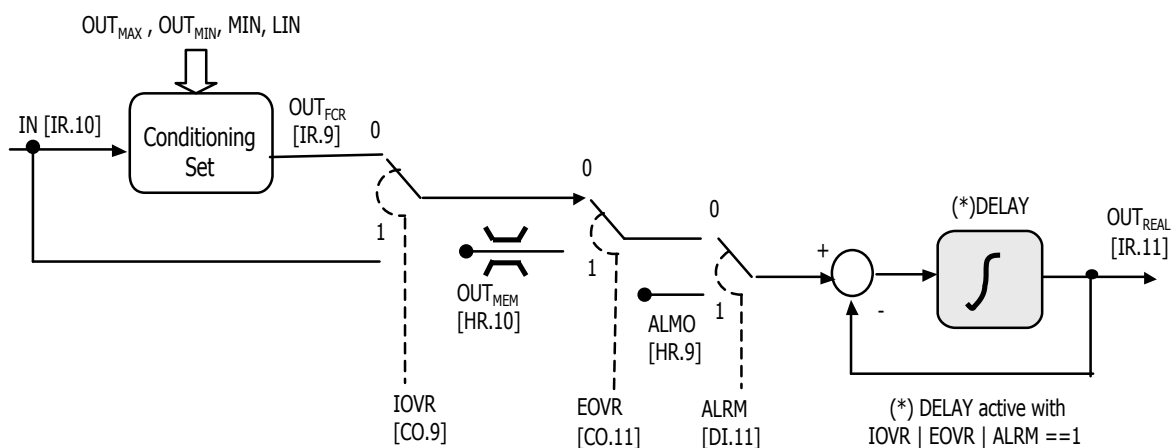 OUTMAX , OUTMIN, MIN, LIN
IN [IR.10]
Conditioning
Set
OUTFCR
[IR.9]
0
1
OUTMEM
[HR.10]
0
1
ALMO
[HR.9]
0
1
+
-
(*)DELAY
∫
OUTREAL
[IR.11]
IOVR
[CO.9]
EOVR
[CO.11]
ALRM
[DI.11]
(*) DELAY active with
IOVR | EOVR | ALRM ==1